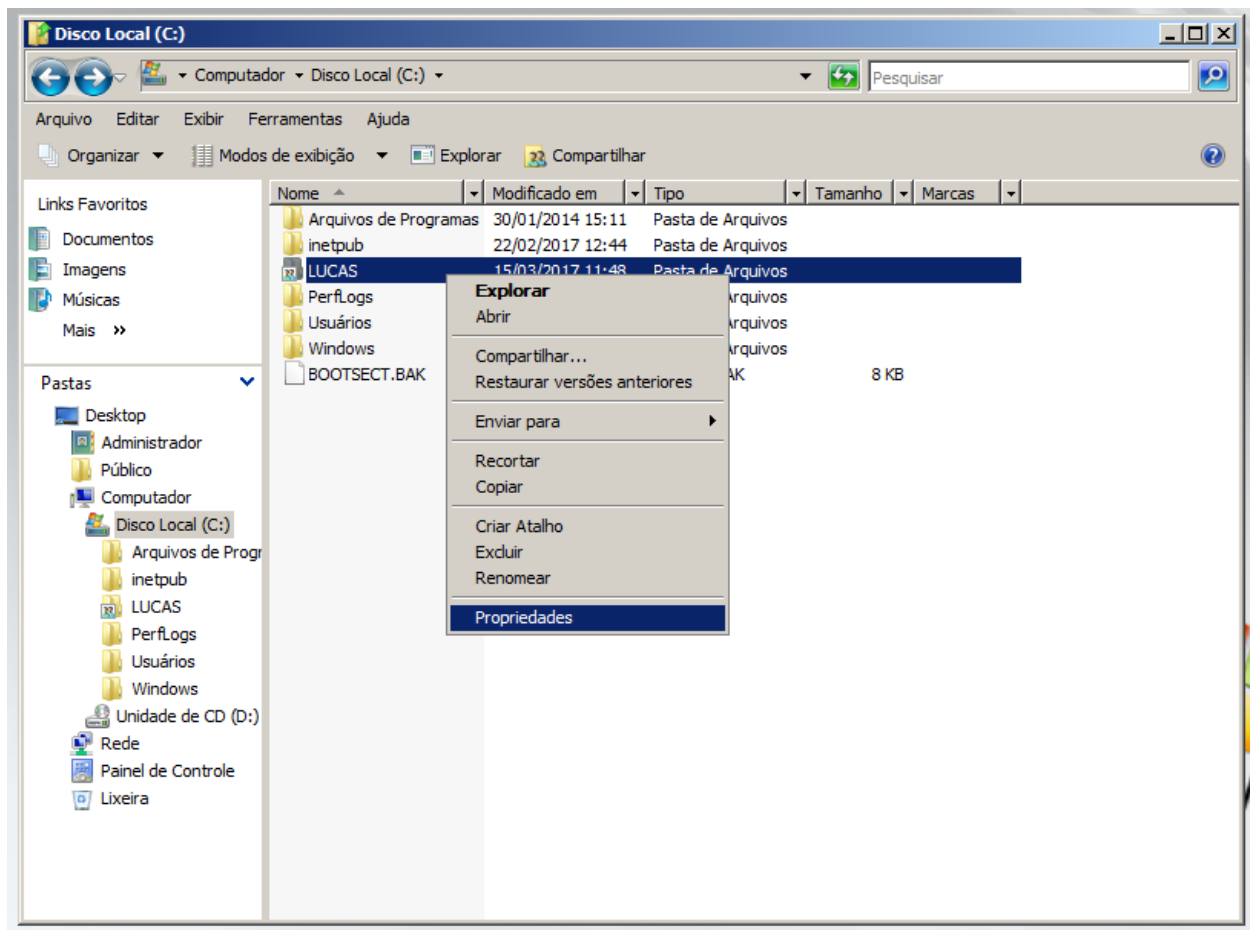 Disco Local (C:)
Computador Disco Local (C:) Pesquisar
Arquivo Editar Exibir Ferramentas Ajuda
Organizar Modos de exibição Explorar Compartilhar
Links Favoritos
Documentos
Imagens
Músicas
Mais »
Pastas
Desktop
Administrador
Público
Computador
Disco Local (C:)
Arquivos de Progr
inetpub
LUCAS
PerfLogs
Usuários
Windows
Unidade de CD (D:)
Rede
Painel de Controle
Lixeira
Nome Modificado em Tipo Tamanho Marcas
Arquivos de Programas 30/01/2014 15:11 Pasta de Arquivos
inetpub 22/02/2017 12:44 Pasta de Arquivos
LUCAS 15/03/2017 11:48 Pasta de Arquivos
PerfLogs rquivos
Usuários rquivos
Windows rquivos
BOOTSECT.BAK AK 8 KB
Explorar
Abrir
Compartilhar...
Restaurar versões anteriores
Enviar para
Recortar
Copiar
Criar Atalho
Excluir
Renomear
Propriedades